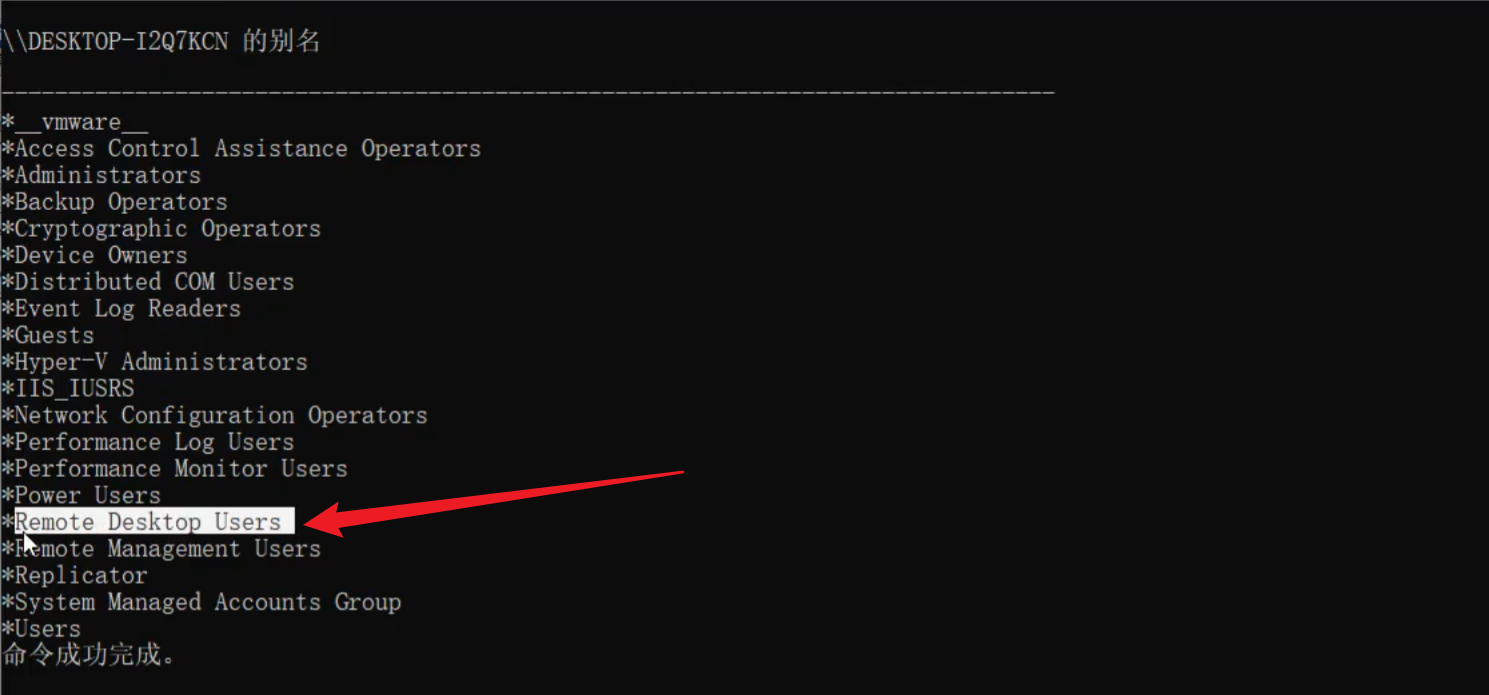 \\DESKTOP-I2Q7KCN 的别名
-------------------------------------------------------------------------------
*__vmware__
*Access Control Assistance Operators
*Administrators
*Backup Operators
*Cryptographic Operators
*Device Owners
*Distributed COM Users
*Event Log Readers
*Guests
*Hyper-V Administrators
*IIS_IUSRS
*Network Configuration Operators
*Performance Log Users
*Performance Monitor Users
*Power Users
*Remote Desktop Users
*Remote Management Users
*Replicator
*System Managed Accounts Group
*Users
命令成功完成。